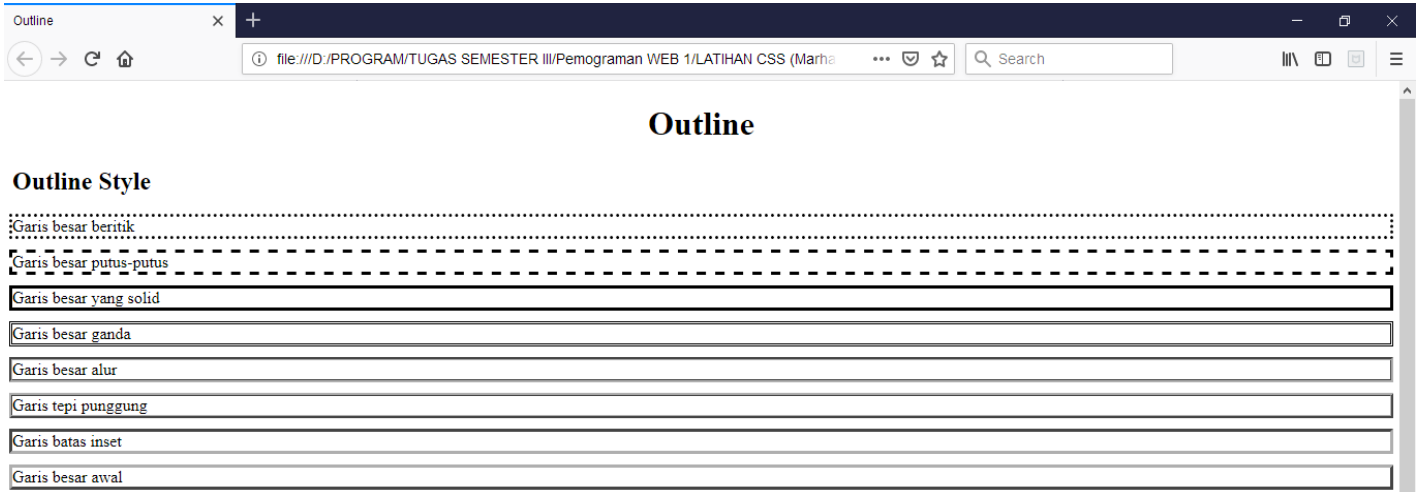 Outline
file:///D:/PROGRAM/TUGAS SEMESTER III/Pemograman WEB 1/LATIHAN CSS (Marha
Search
Outline
Outline Style
Garis besar beritik
Garis besar putus-putus
Garis besar yang solid
Garis besar ganda
Garis besar alur
Garis tepi punggung
Garis batas inset
Garis besar awal